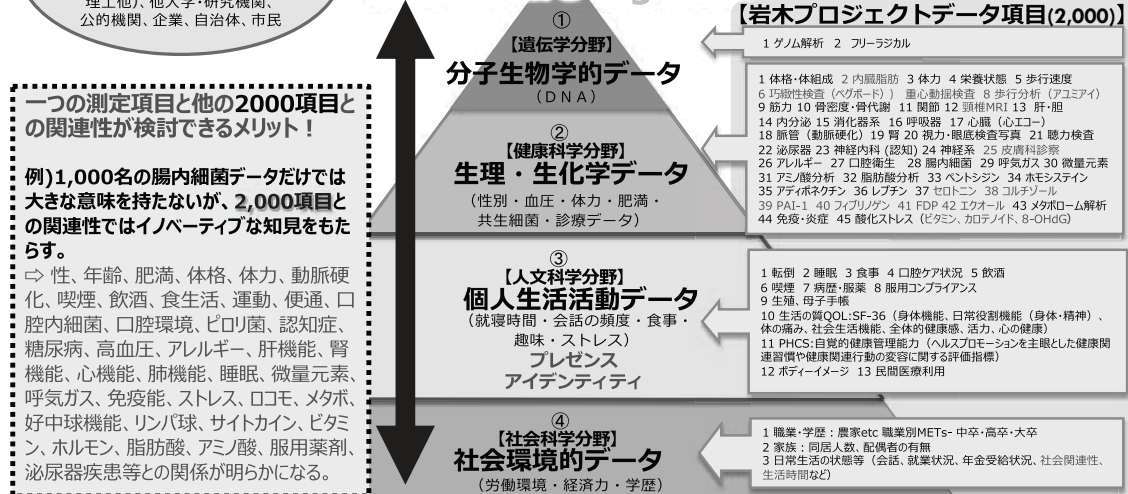 理工他)、他大学・研究機関、
公的機関、企業、自治体、市民
一つの測定項目と他の2000項目と
の関連性が検討できるメリット！
例)1,000名の腸内細菌データだけでは
大きな意味を持たないが、2,000項目と
の関連性ではイノベーティブな知見をもた
らす。
⇨ 性、年齢、肥満、体格、体力、動脈硬
化、喫煙、飲酒、食生活、運動、便通、口
腔内細菌、口腔環境、ピロリ菌、認知症、
糖尿病、高血圧、アレルギー、肝機能、腎
機能、心機能、肺機能、睡眠、微量元素、
呼気ガス、免疫能、ストレス、ロコモ、メタボ、
好中球機能、リンパ球、サイトカイン、ビタミ
ン、ホルモン、脂肪酸、アミノ酸、服用薬剤、
泌尿器疾患等との関係が明らかになる。
①
【遺伝学分野】
分子生物学的データ
(DNA)
②
【健康科学分野】
生理・生化学データ
(性別・血圧・体力・肥満・
共生細菌・診療データ)
③
【人文科学分野】
個人生活活動データ
(就寝時間・会話の頻度・食事・
趣味・ストレス)
プレゼンス
アイデンティティ
④
【社会科学分野】
社会環境的データ
(労働環境・経済力・学歴)
【岩木プロジェクトデータ項目(2,000)】
1 ゲノム解析 2 フリーラジカル
1 体格・体組成 2 内臓脂肪 3 体力 4 栄養状態 5 歩行速度
6 巧緻性検査（ペグボード)） 重心動揺検査 8 歩行分析（アユミアイ）
9 筋力 10 骨密度・骨代謝 11 関節 12 頸椎MRI 13 肝・胆
14 内分泌 15 消化器系 16 呼吸器 17 心臓（心エコー）
18 脈管（動脈硬化）19 腎 20 視力・眼底検査写真 21 聴力検査
22 泌尿器 23 神経内科 (認知) 24 神経系 25 皮膚科診察
26 アレルギー 27 口腔衛生 28 腸内細菌 29 呼気ガス 30 微量元素
31 アミノ酸分析 32 脂肪酸分析 33 ペントシジン 34 ホモシステイン
35 アディポネクチン 36 レプチン 37 セロトニン 38 コルチゾール
39 PAI-1 40 フィブリノゲン 41 FDP 42 エクオール 43 メタボローム解析
44 免疫・炎症 45 酸化ストレス（ビタミン、カロテノイド、8-OHdG）
1 転倒 2 睡眠 3 食事 4 口腔ケア状況 5 飲酒
6 喫煙 7 病歴・服薬 8 服用コンプライアンス
9 生殖、母子手帳
10 生活の質QOL:SF-36（身体機能、日常役割機能（身体・精神）、
体の痛み、社会生活機能、全体的健康感、活力、心の健康）
11 PHCS:自覚的健康管理能力（ヘルスプロモーションを主眼とした健康関
連習慣や健康関連行動の変容に関する評価指標）
12 ボディーイメージ 13 民間医療利用
1 職業・学歴：農家etc 職業別METs- 中卒・高卒・大卒
2 家族：同居人数、配偶者の有無
3 日常生活の状態等（会話、就業状況、年金受給状況、社会関連性、
生活時間など）